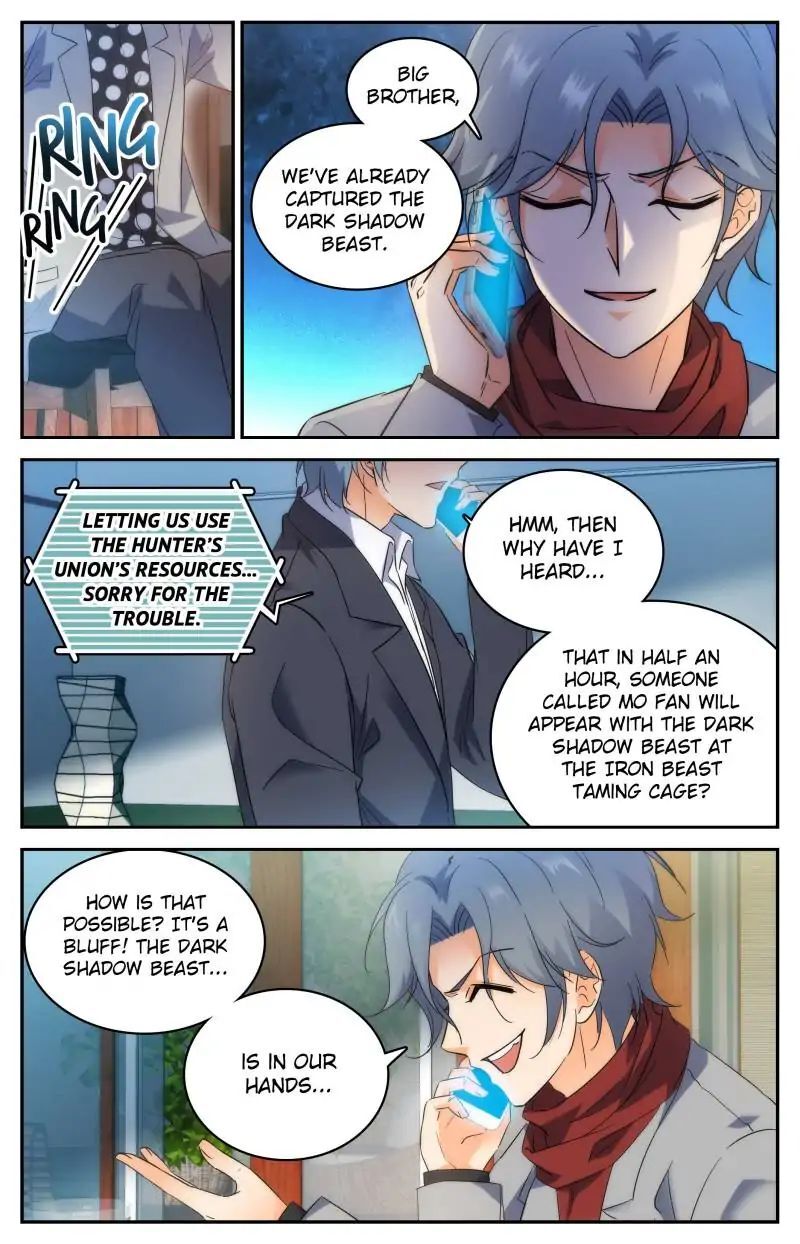 RING
RING
BIG
BROTHER,
WE'VE ALREADY
CAPTURED THE
DARK SHADOW
BEAST.
LETTING US USE
THE HUNTER'S
UNION'S RESOURCES...
SORRY FOR THE
TROUBLE.
HMM, THEN
WHY HAVE I
HEARD...
THAT IN HALF AN
HOUR, SOMEONE
CALLED MO FAN WILL
APPEAR WITH THE DARK
SHADOW BEAST AT
THE IRON BEAST
TAMING CAGE?
HOW IS THAT
POSSIBLE? IT'S A
BLUFF! THE DARK
SHADOW BEAST...
IS IN OUR
HANDS...